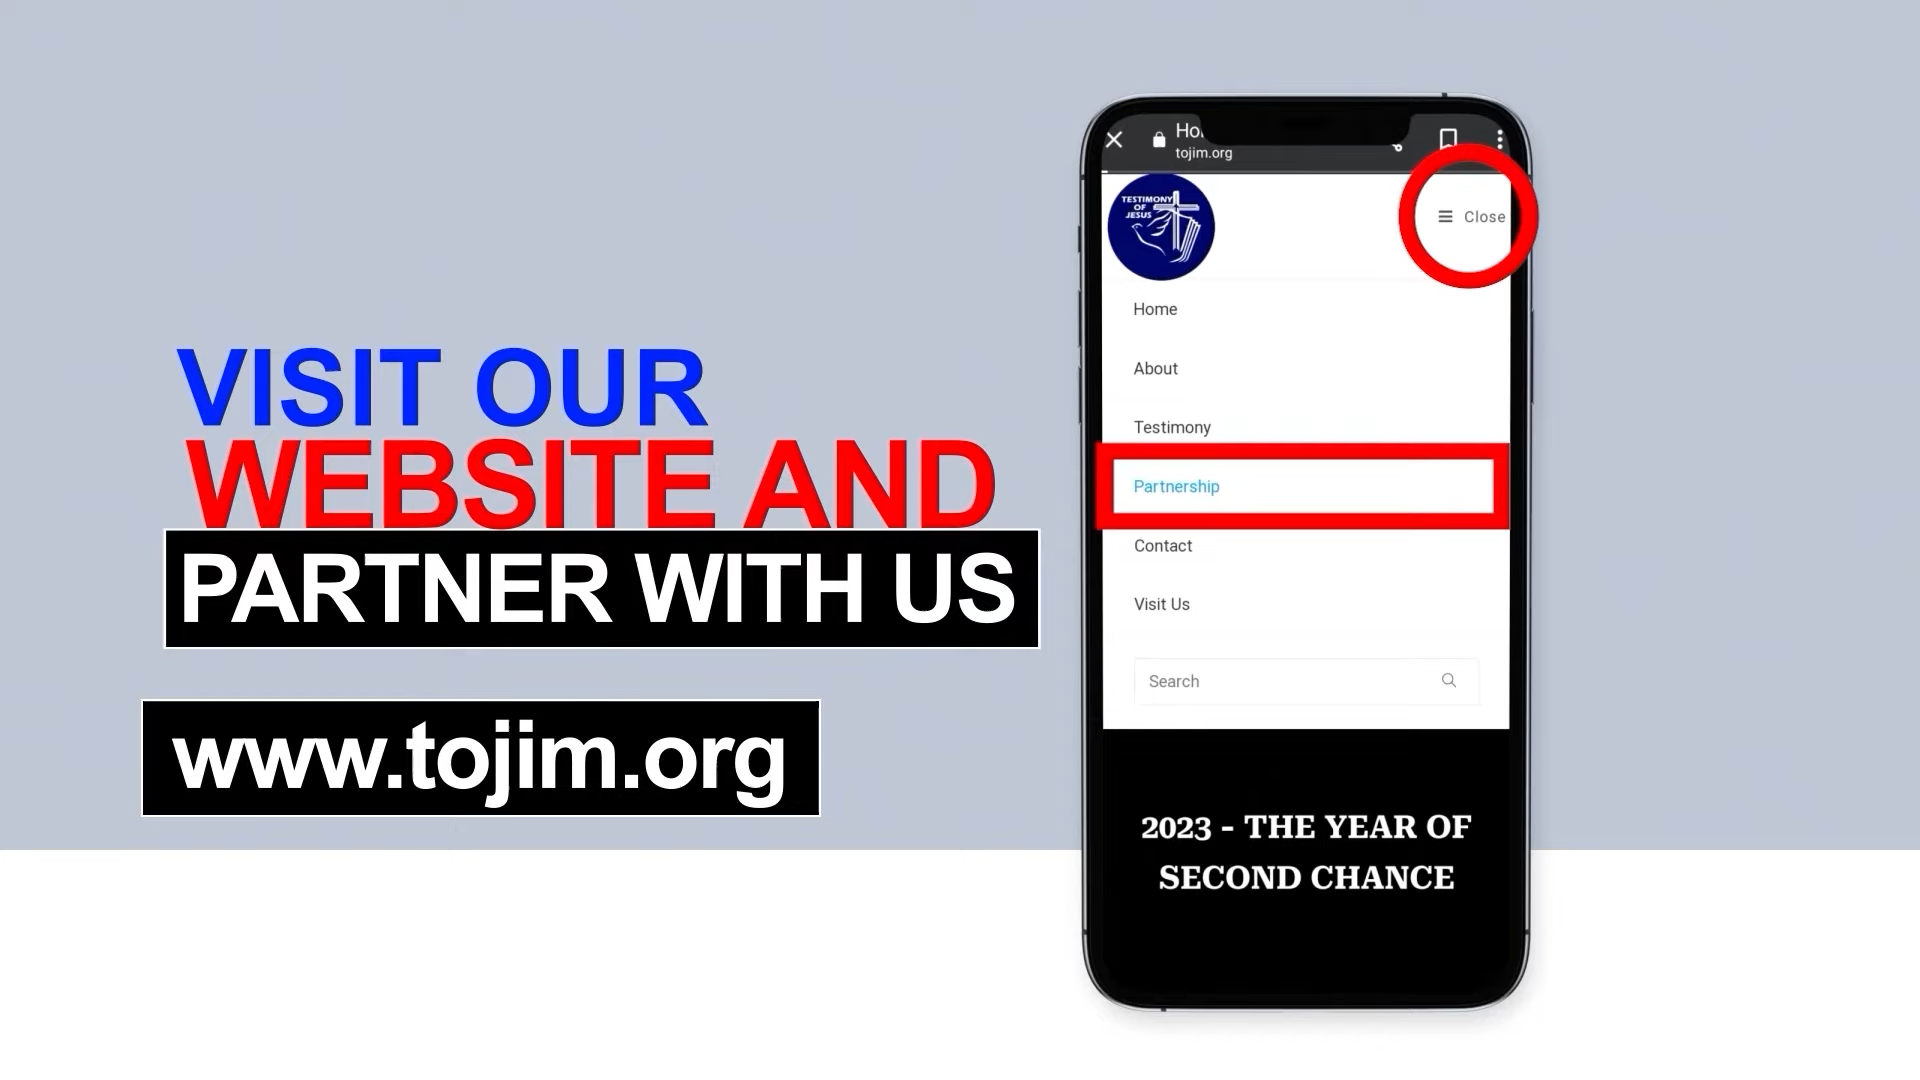 VISIT OUR
WEBSITE AND
PARTNER WITH US
www.tojim.org
tojim.org
TESTIMONY
OF
JESUS
Close
Home
About
Testimony
Partnership
Contact
Visit Us
Search
2023 - THE YEAR OF
SECOND CHANCE